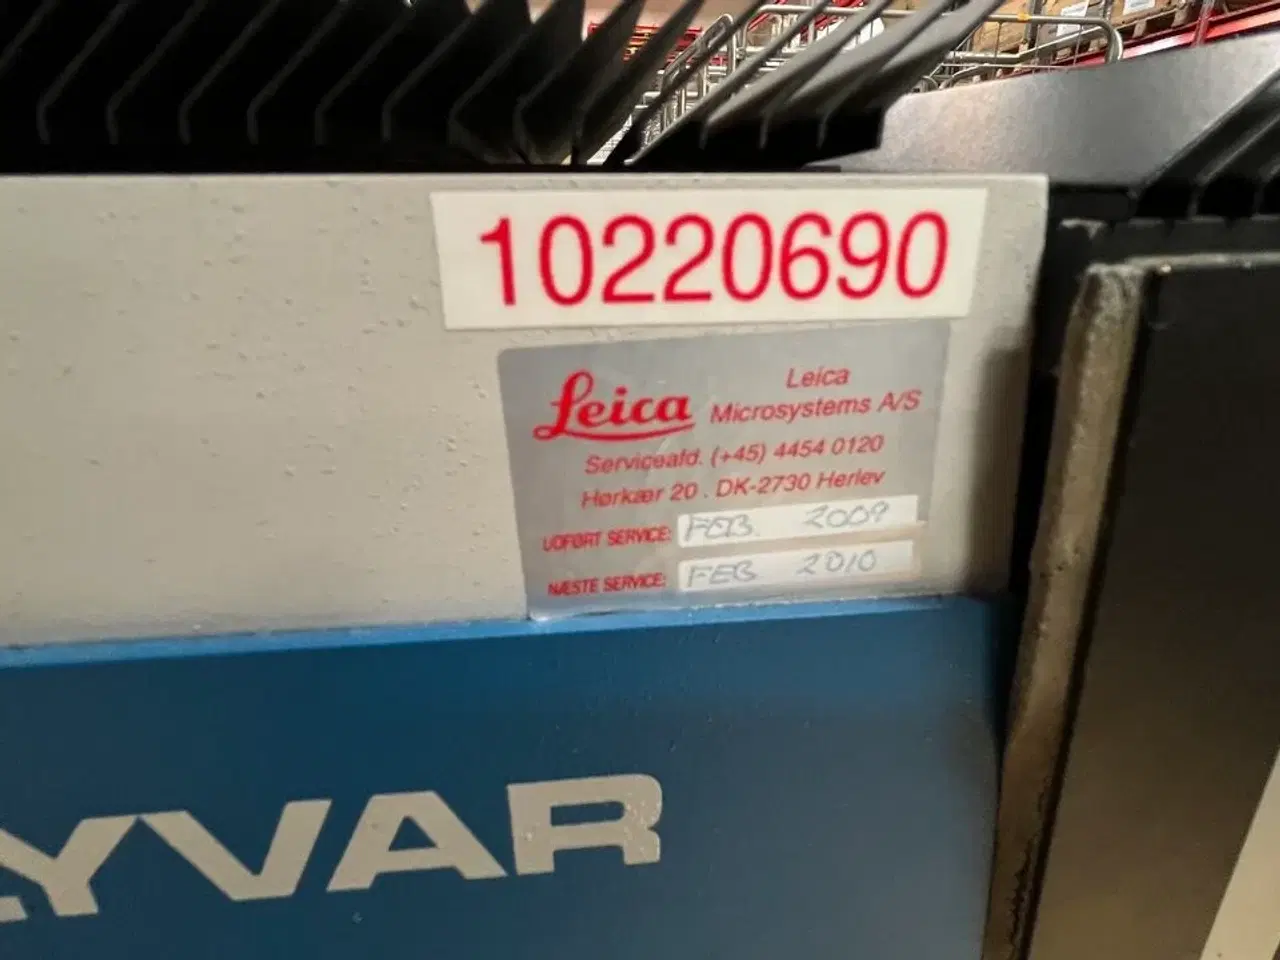 10220690
Leica
Leica
Microsystems A/S
Serviceafd. (+45) 4454 0120
Hørkær 20 . DK-2730 Herlev
UDFØRT SERVICE: FEB. 2009
NÆSTE SERVICE: FEB 2010
LYVAR